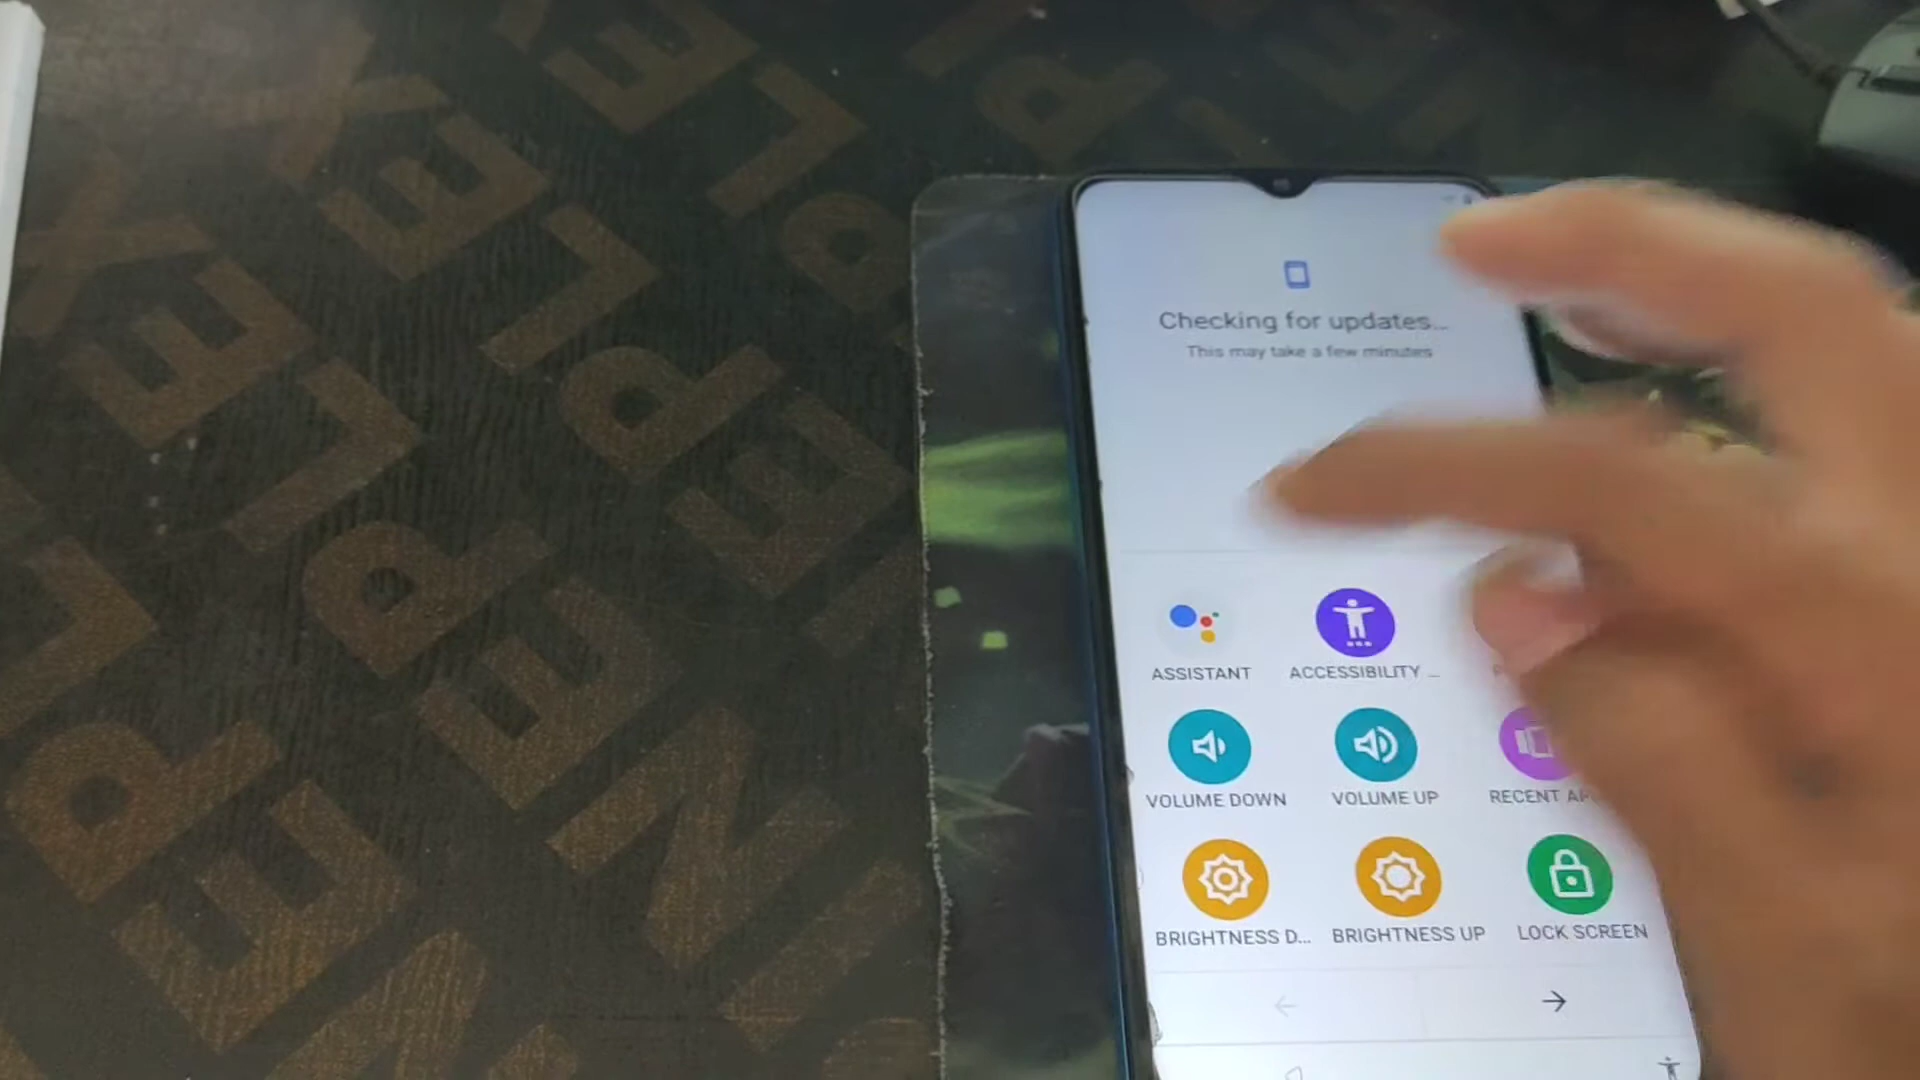 Checking for updates...
This may take a few minutes
ASSISTANT
ACCESSIBILITY ...
VOLUME DOWN
VOLUME UP
RECENT
BRIGHTNESS D...
BRIGHTNESS UP
LOCK SCREEN